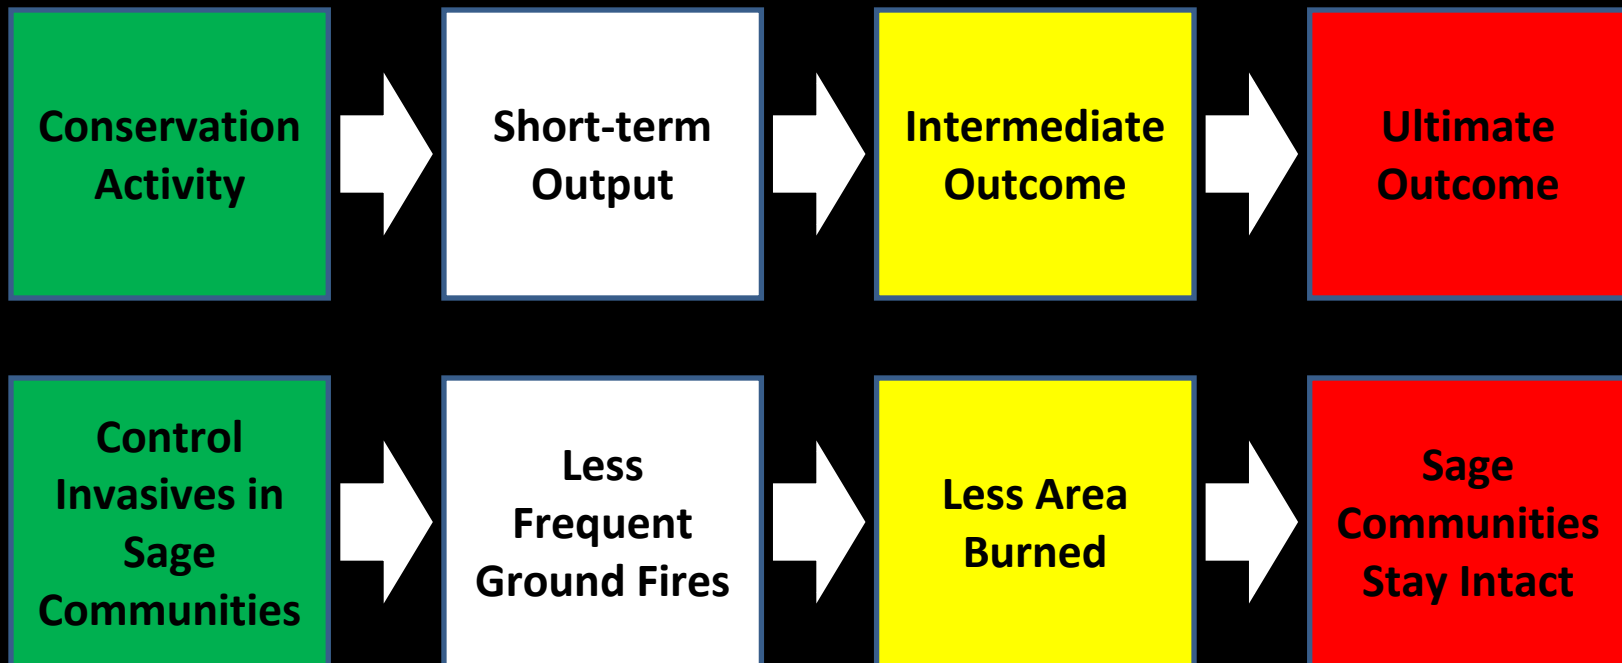 Conservation
Activity
Short-term
Output
Intermediate
Outcome
Ultimate
Outcome
Control
Invasives in
Sage
Communities
Less
Frequent
Ground Fires
Less Area
Burned
Sage
Communities
Stay Intact